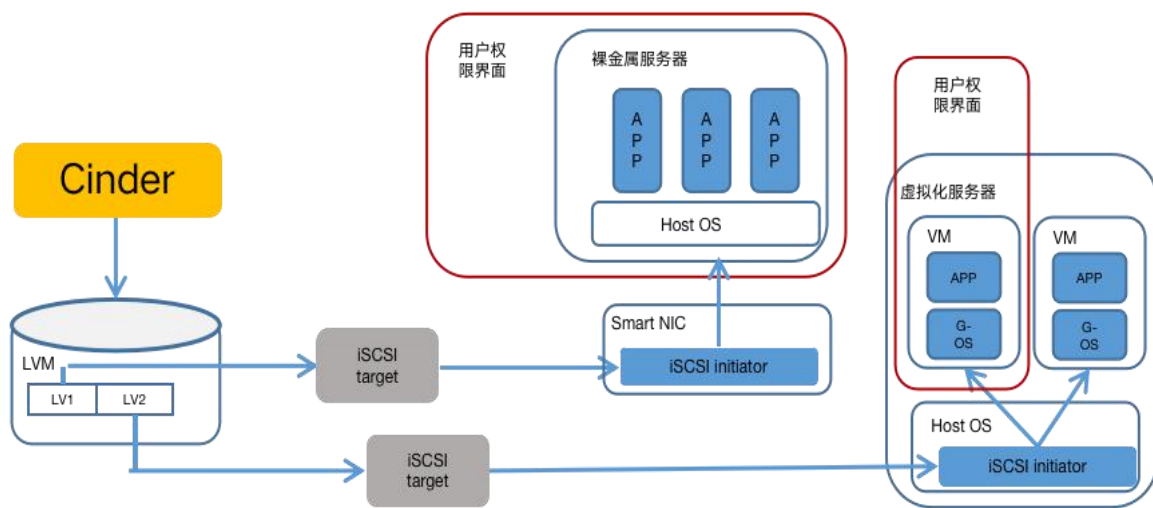 用户权
限界面
裸金属服务器
A
P
P
A
P
P
A
P
P
Host OS
用户权
限界面
虚拟化服务器
VM
VM
APP
APP
G-
OS
G-
OS
Cinder
LVM
LV1
LV2
iSCSI
target
Smart NIC
iSCSI initiator
iSCSI
target
Host OS
iSCSI initiator